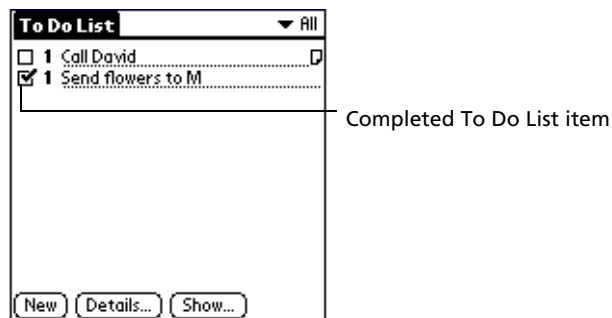 To Do List All
1 Call David
1 Send flowers to M
Completed To Do List item
New Details... Show...